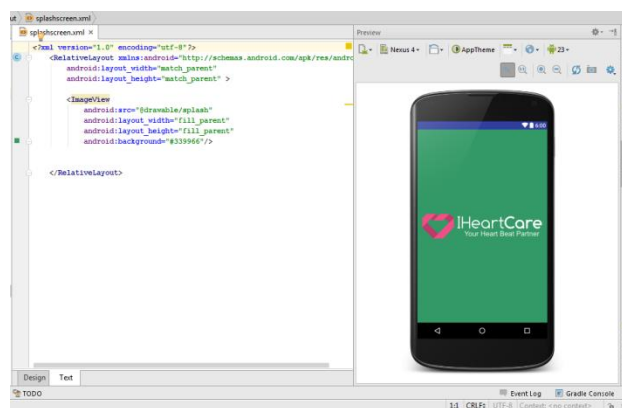 ut splashscreen.xml
splashscreen.xml ×
Preview
<?xml version="1.0" encoding="utf-8"?>
Nexus 4 AppTheme 23
<RelativeLayout xmlns:android="http://schemas.android.com/apk/res/andro
android:layout_width="match_parent"
android:layout_height="match_parent" >
<ImageView
android:src="@drawable/splash"
android:layout_width="fill_parent"
android:layout_height="fill_parent"
android:background="#339966"/>
</RelativeLayout>
6:00
IHeartCare
Your Heart Beat Partner
Design Text
TODO Event Log Gradle Console
1:1 CRLF UTF-8 Context: <no context>